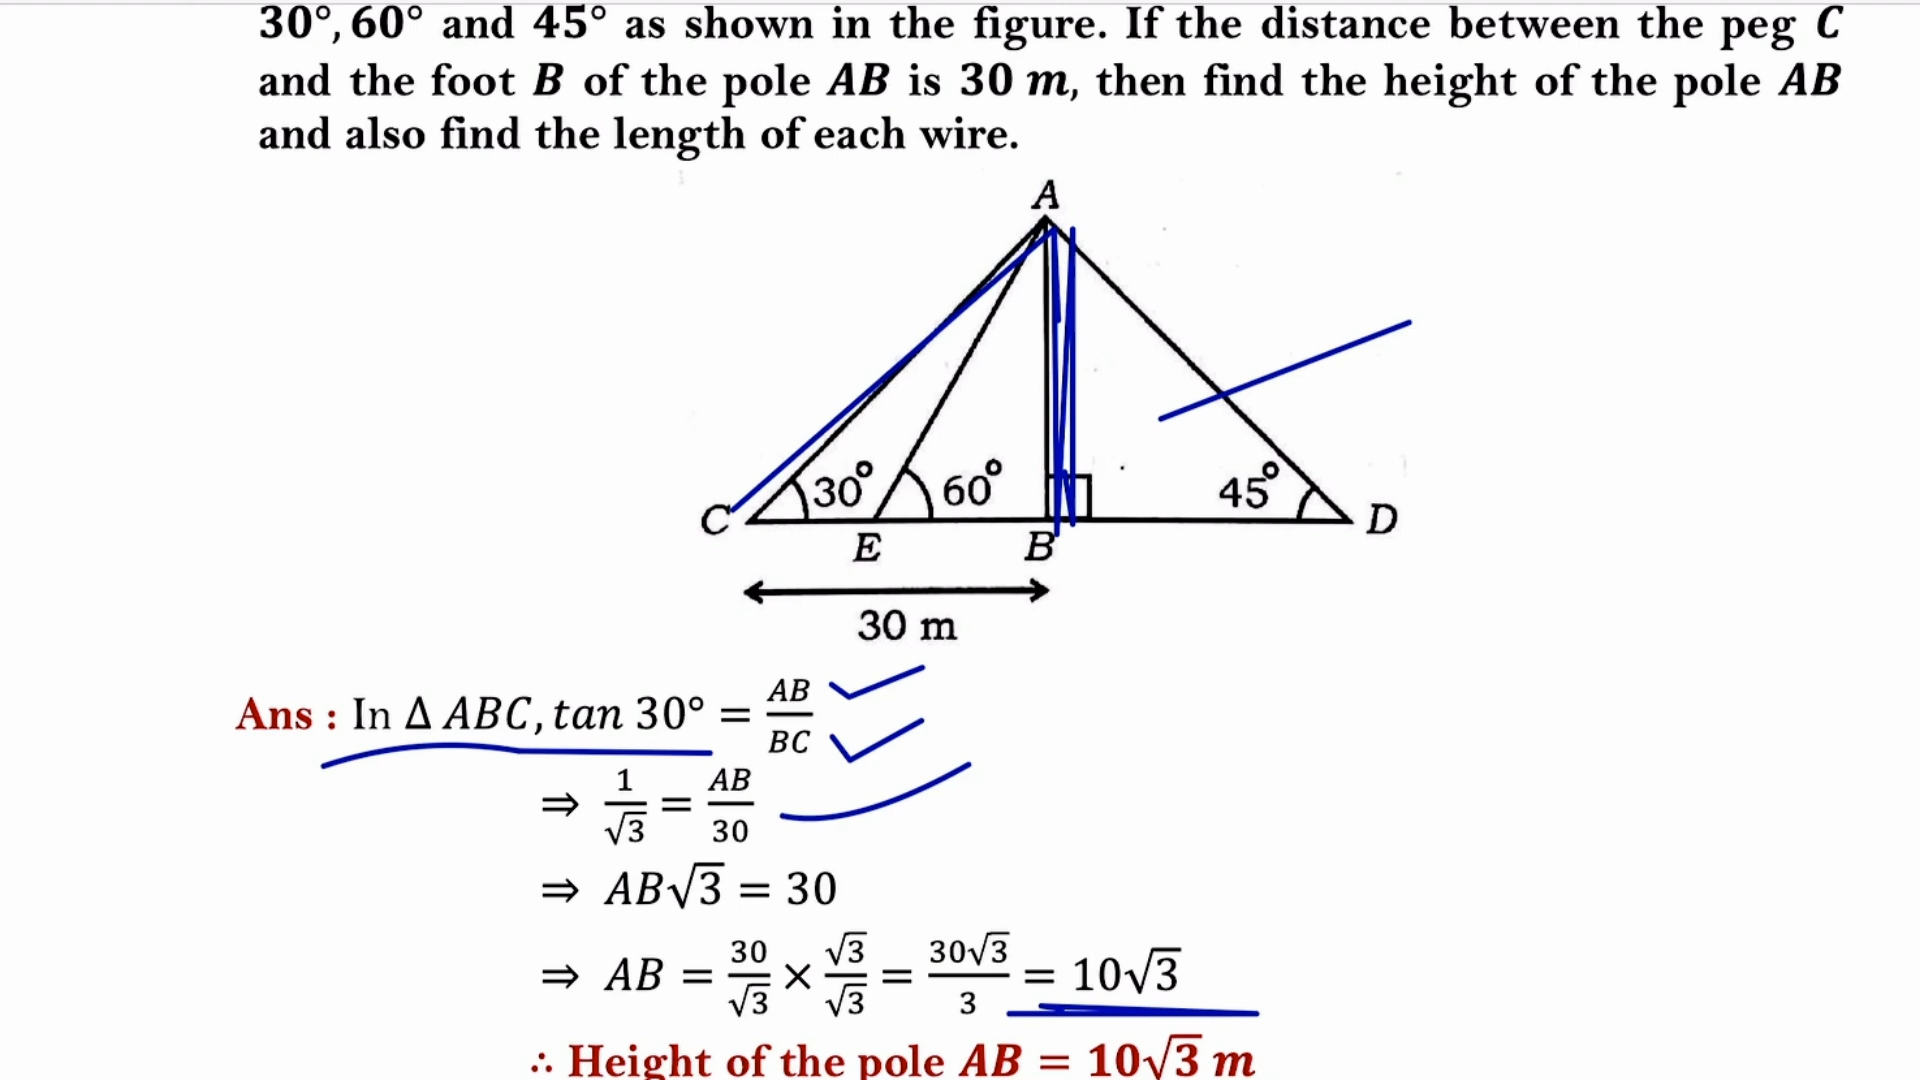 30°, 60° and 45° as shown in the figure. If the distance between the peg C
and the foot B of the pole AB is 30 m, then find the height of the pole AB
and also find the length of each wire.
A
30° 60° 45°
C E B D
30 m
Ans : In Δ ABC, tan 30° = AB/BC
⇒ 1/√3 = AB/30
⇒ AB√3 = 30
⇒ AB = 30/√3 × √3/√3 = 30√3/3 = 10√3
∴ Height of the pole AB = 10√3 m